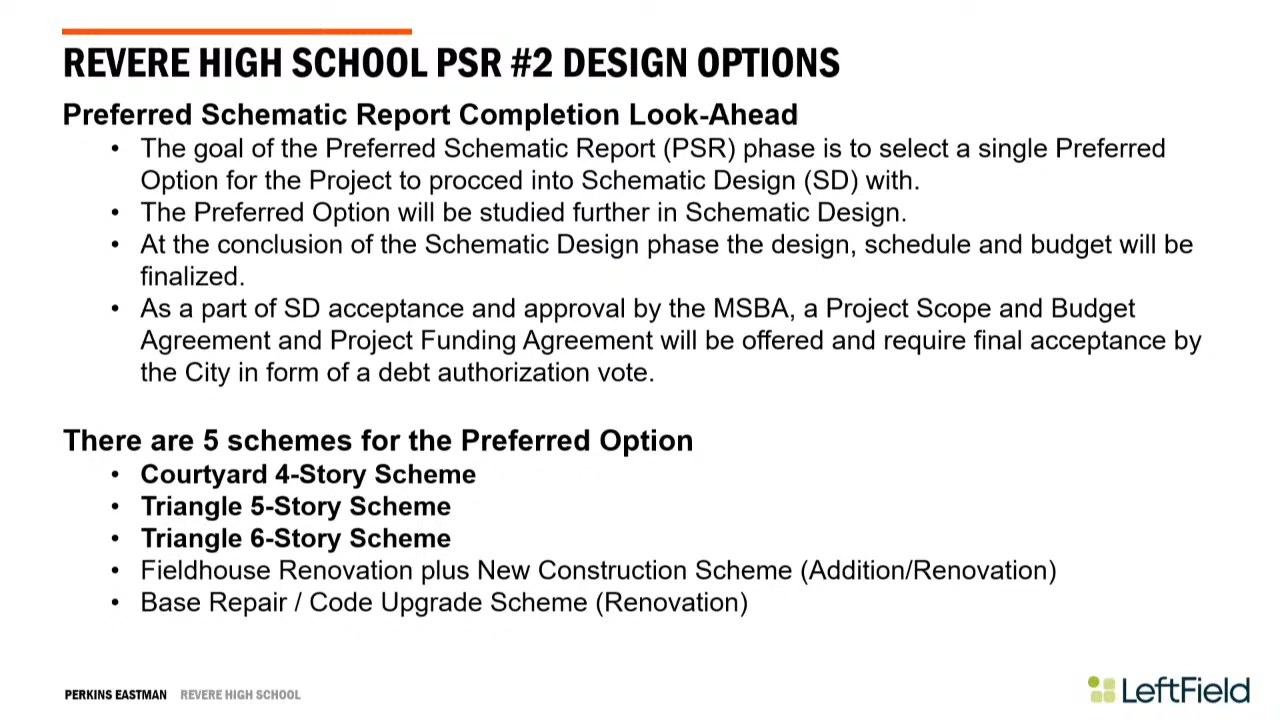 REVERE HIGH SCHOOL PSR #2 DESIGN OPTIONS
Preferred Schematic Report Completion Look-Ahead
• The goal of the Preferred Schematic Report (PSR) phase is to select a single Preferred
Option for the Project to procced into Schematic Design (SD) with.
• The Preferred Option will be studied further in Schematic Design.
• At the conclusion of the Schematic Design phase the design, schedule and budget will be
finalized.
• As a part of SD acceptance and approval by the MSBA, a Project Scope and Budget
Agreement and Project Funding Agreement will be offered and require final acceptance by
the City in form of a debt authorization vote.
There are 5 schemes for the Preferred Option
• Courtyard 4-Story Scheme
• Triangle 5-Story Scheme
• Triangle 6-Story Scheme
• Fieldhouse Renovation plus New Construction Scheme (Addition/Renovation)
• Base Repair / Code Upgrade Scheme (Renovation)
PERKINS EASTMAN REVERE HIGH SCHOOL
LeftField